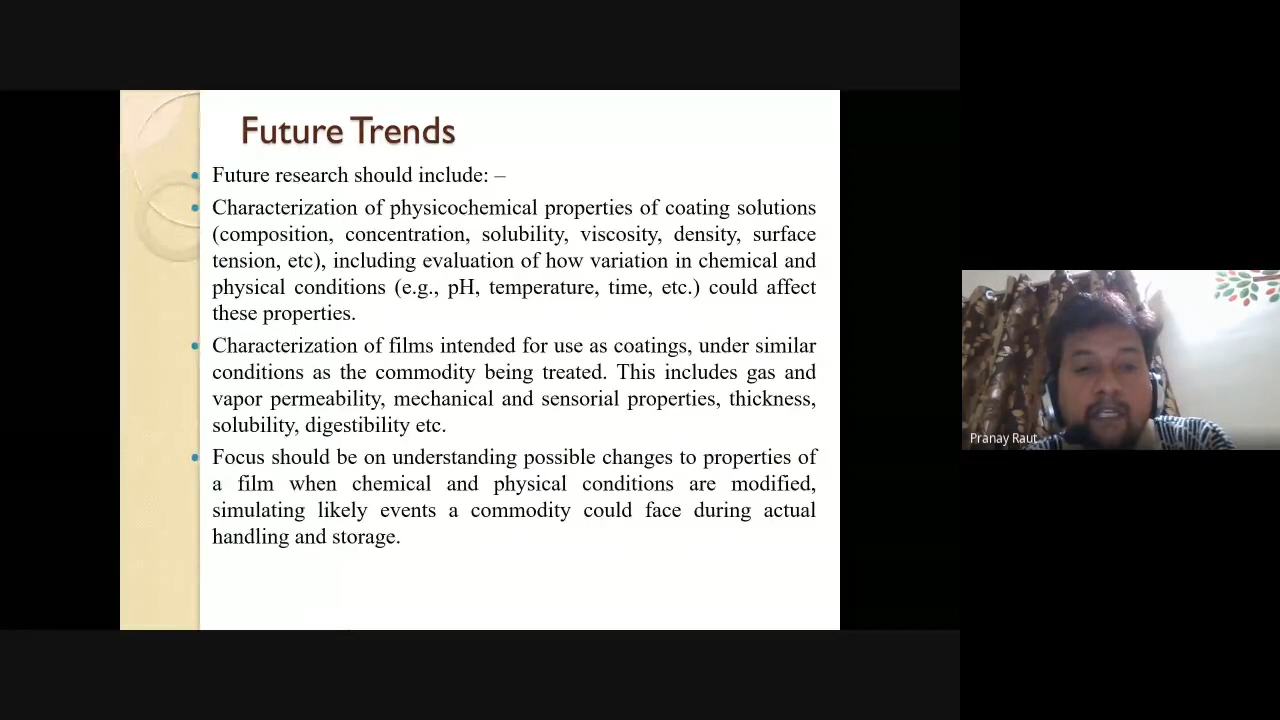 Future Trends
Future research should include: –
Characterization of physicochemical properties of coating solutions
(composition, concentration, solubility, viscosity, density, surface
tension, etc), including evaluation of how variation in chemical and
physical conditions (e.g., pH, temperature, time, etc.) could affect
these properties.
Characterization of films intended for use as coatings, under similar
conditions as the commodity being treated. This includes gas and
vapor permeability, mechanical and sensorial properties, thickness,
solubility, digestibility etc.
Focus should be on understanding possible changes to properties of
a film when chemical and physical conditions are modified,
simulating likely events a commodity could face during actual
handling and storage.
Pranay Raut